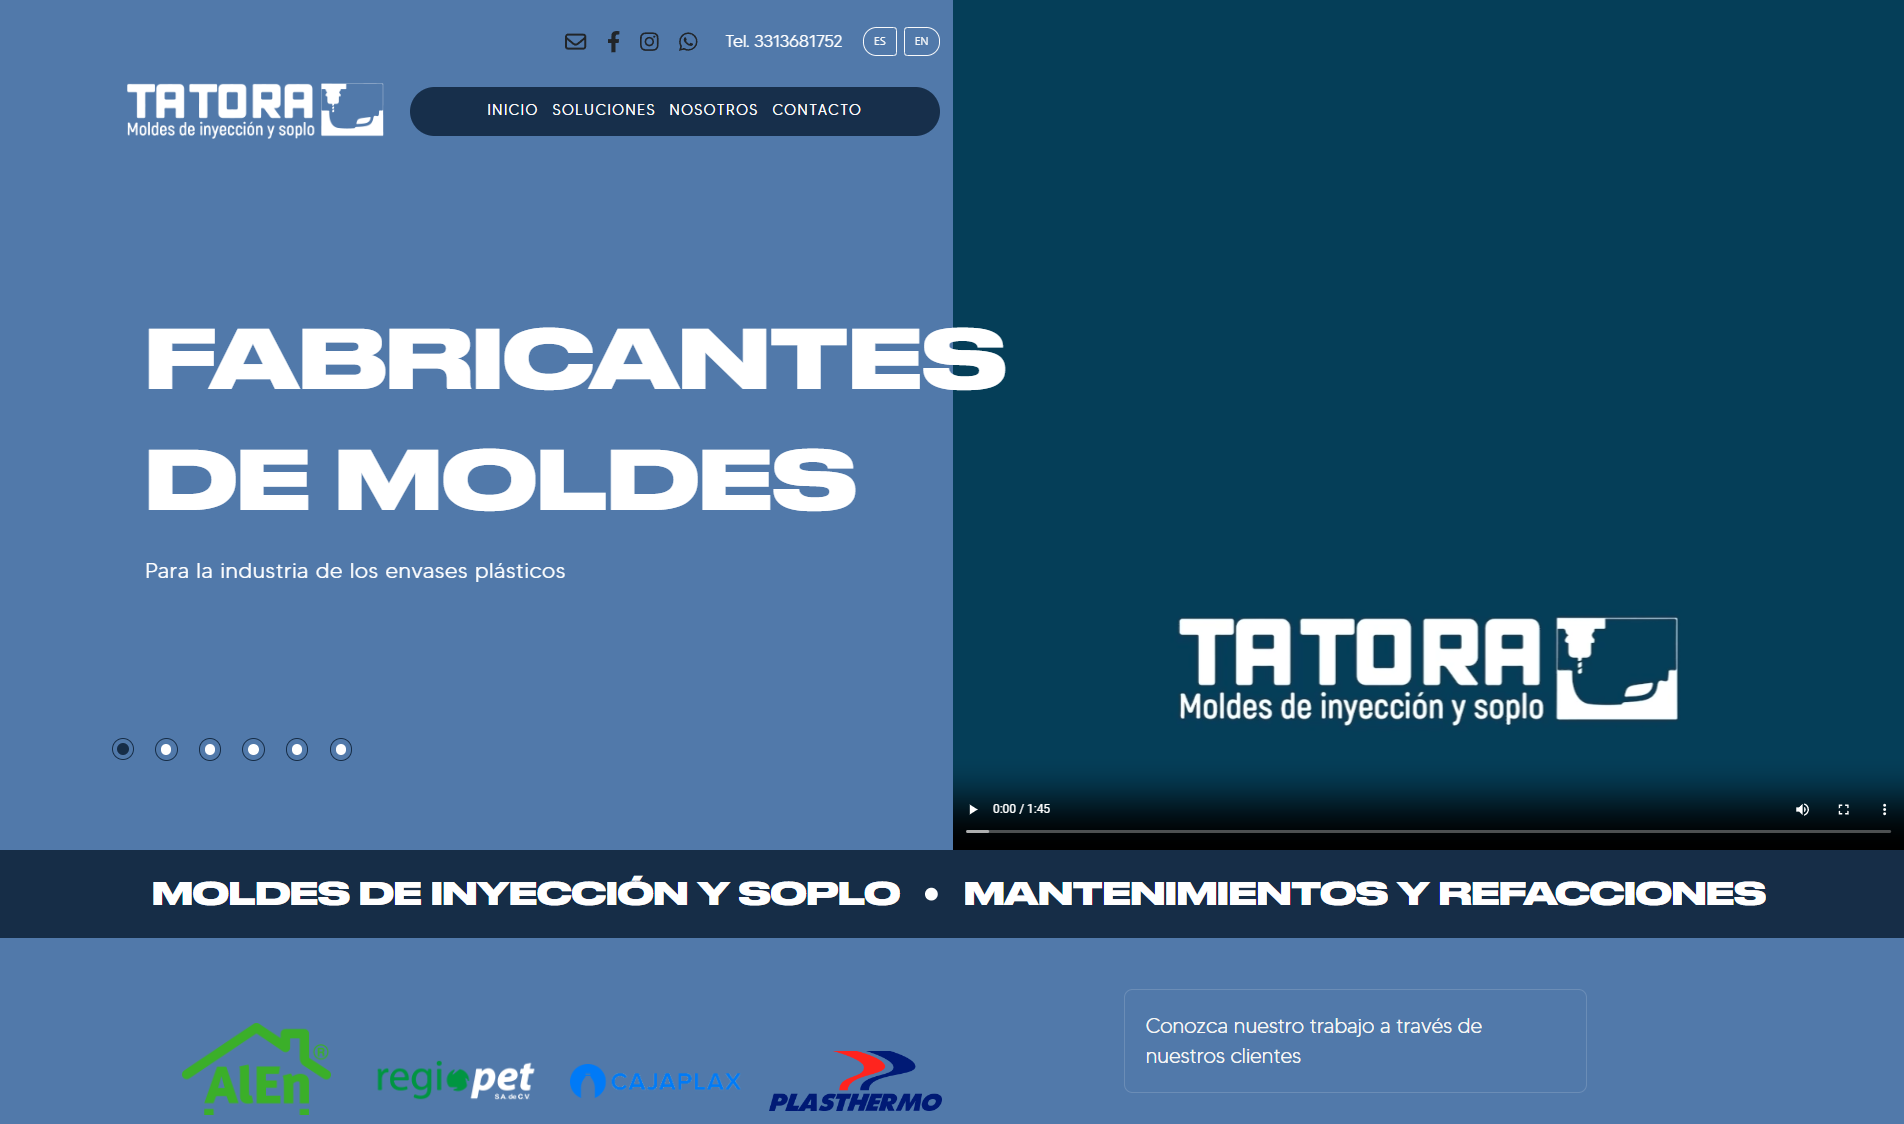 Tel. 3313681752
ES
EN
TATORA
Moldes de inyección y soplo
INICIO SOLUCIONES NOSOTROS CONTACTO
FABRICANTES
DE MOLDES
Para la industria de los envases plásticos
TATORA
Moldes de inyección y soplo
0:00 / 1:45
MOLDES DE INYECCIÓN Y SOPLO • MANTENIMIENTOS Y REFACCIONES
AlEn®
regiopet
S.A. de C.V.
CAJAPLAX
PLASTHERMO
Conozca nuestro trabajo a través de
nuestros clientes